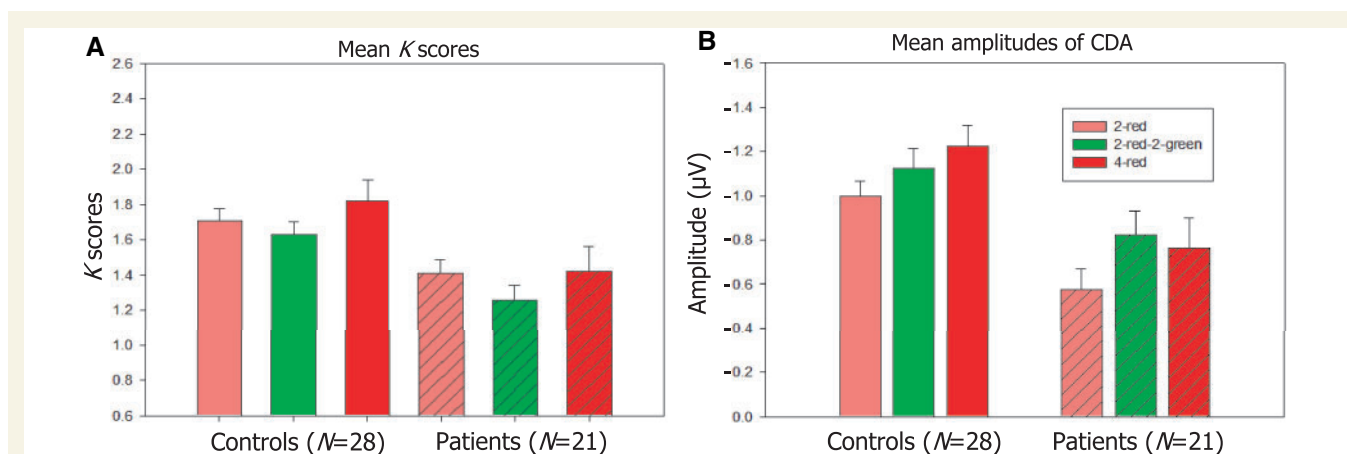 A
Mean K scores
2.6
2.4
2.2
2.0
1.8
1.6
1.4
1.2
1.0
0.8
0.6
K scores
Controls (N=28)
Patients (N=21)
B
Mean amplitudes of CDA
-1.6
-1.4
-1.2
-1.0
-0.8
-0.6
-0.4
-0.2
0.0
Amplitude (µV)
2-red
2-red-2-green
4-red
Controls (N=28)
Patients (N=21)